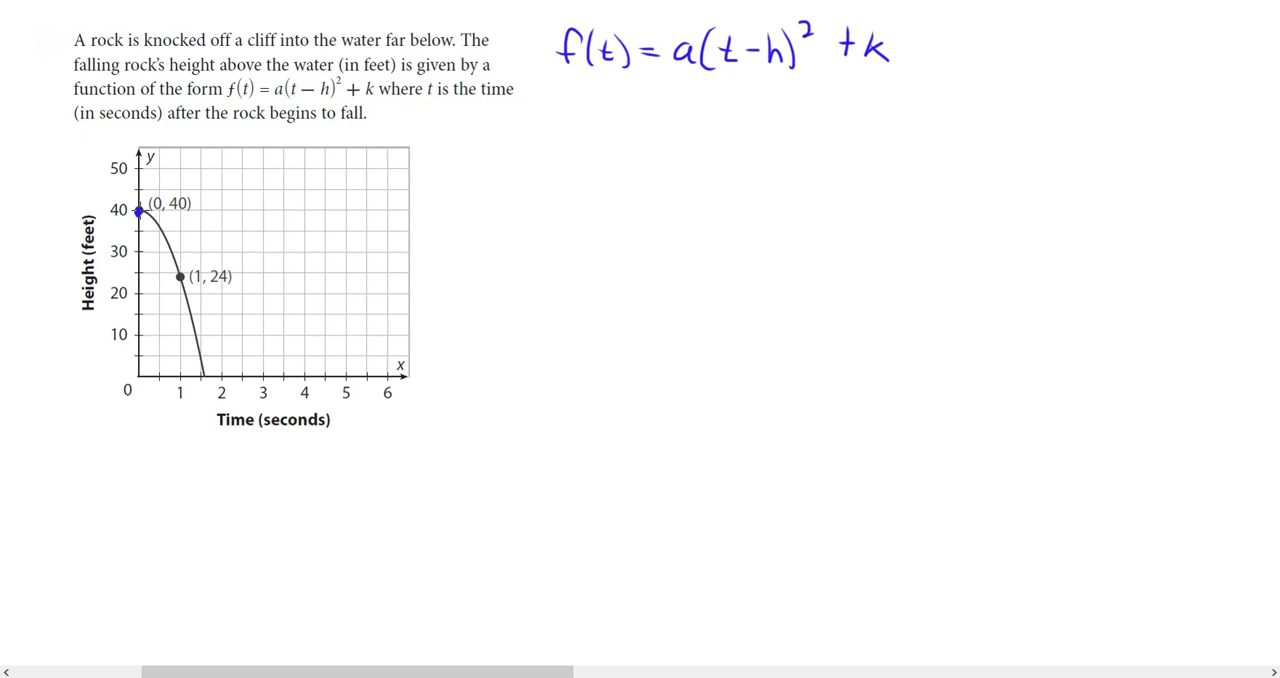 A rock is knocked off a cliff into the water far below. The
falling rock's height above the water (in feet) is given by a
function of the form f(t) = a(t − h)² + k where t is the time
(in seconds) after the rock begins to fall.
f(t) = a(t-h)² + k
y
50
40
(0, 40)
30
(1, 24)
20
10
x
0
1 2 3 4 5 6
Height (feet)
Time (seconds)